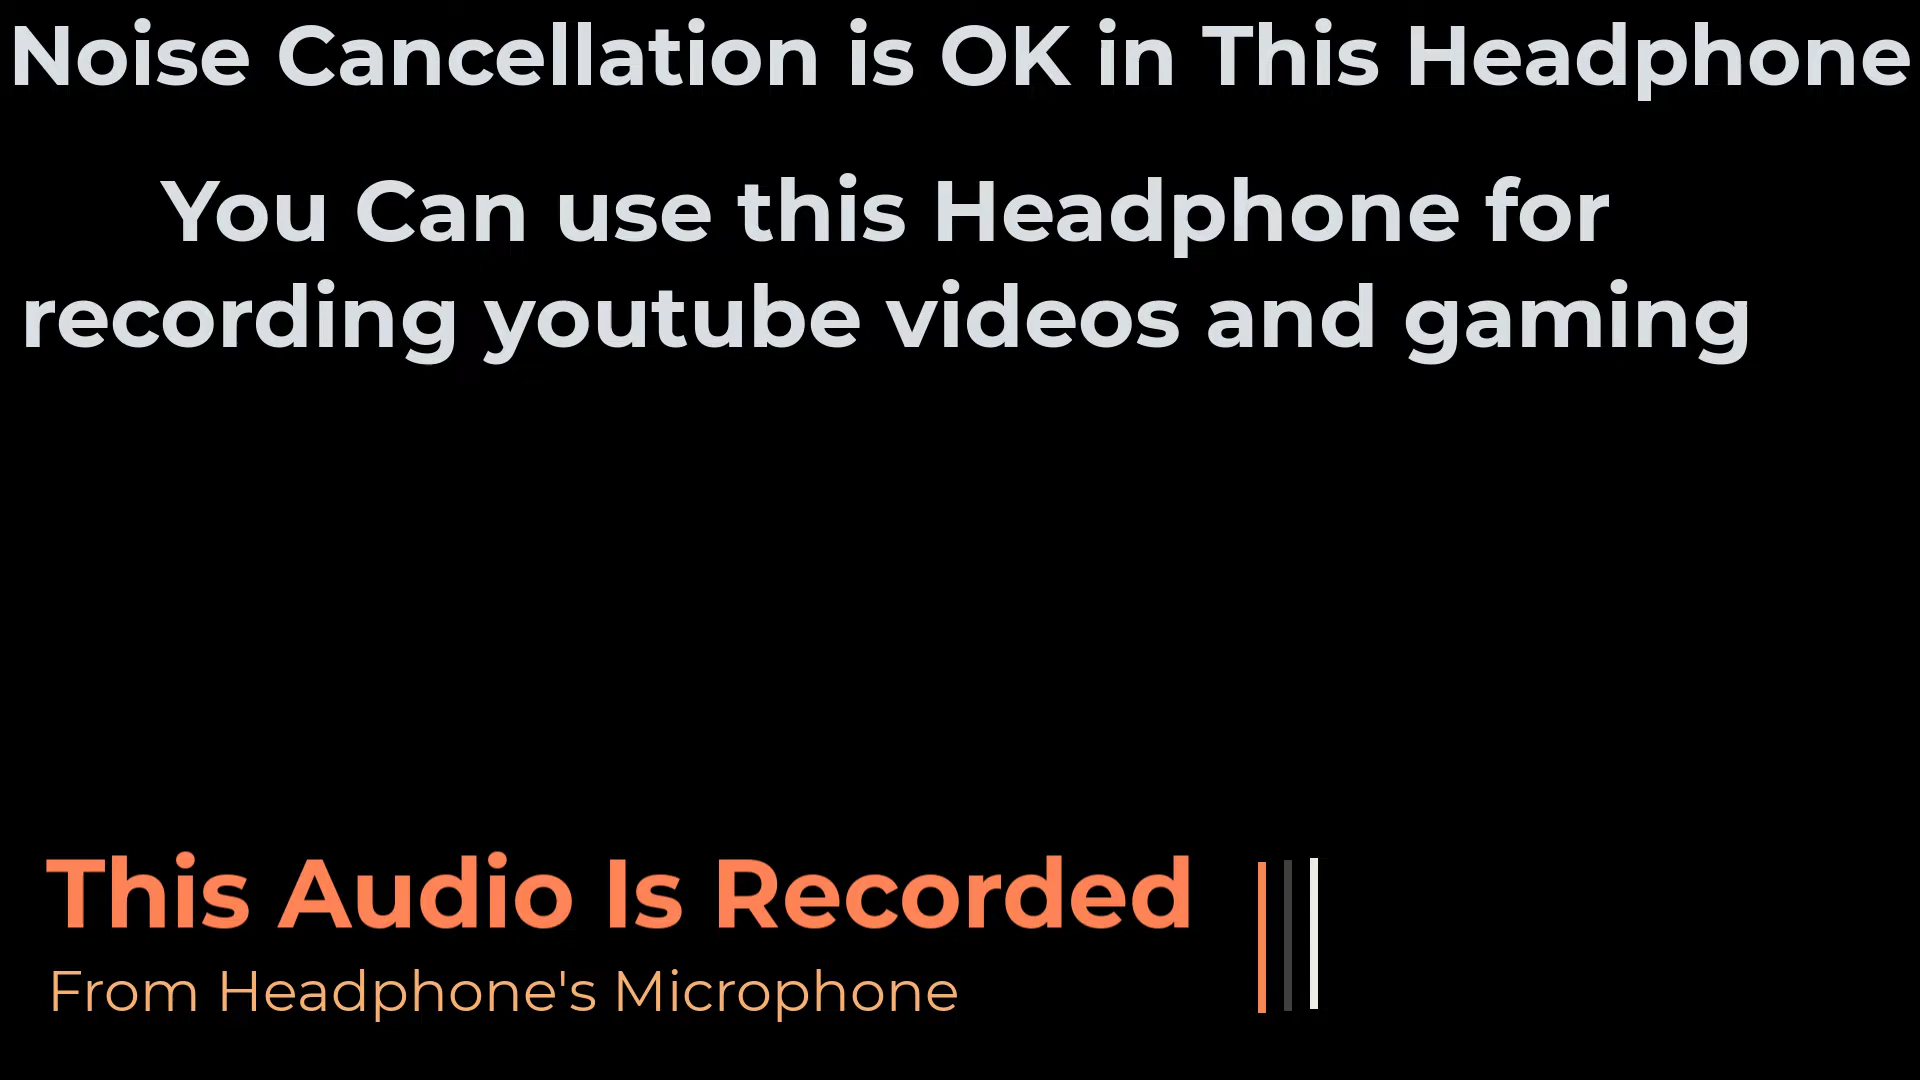 Noise Cancellation is OK in This Headphone
You Can use this Headphone for
recording youtube videos and gaming
This Audio Is Recorded
From Headphone's Microphone